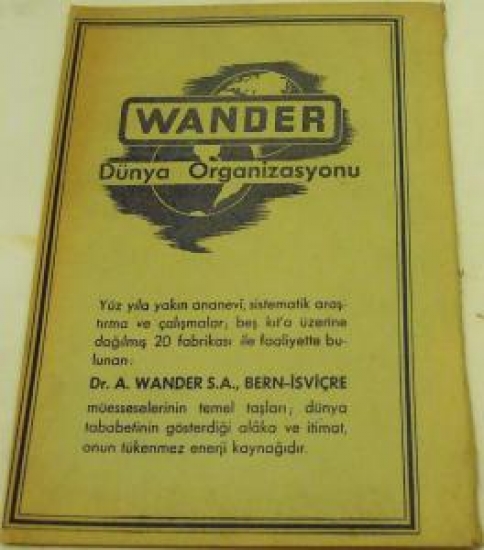 WANDER
Dünya Organizasyonu
Yüz yıla yakın ananevî, sistematik araş-
tırma ve çalışmalar; beş kıt'a üzerine
dağılmış 20 fabrikası ile faaliyette bu-
lunan:
Dr. A. WANDER S.A., BERN-İSVİÇRE
müesseselerinin temel taşları; dünya
tababetinin gösterdiği alâka ve itimat,
onun tükenmez enerji kaynağıdır.